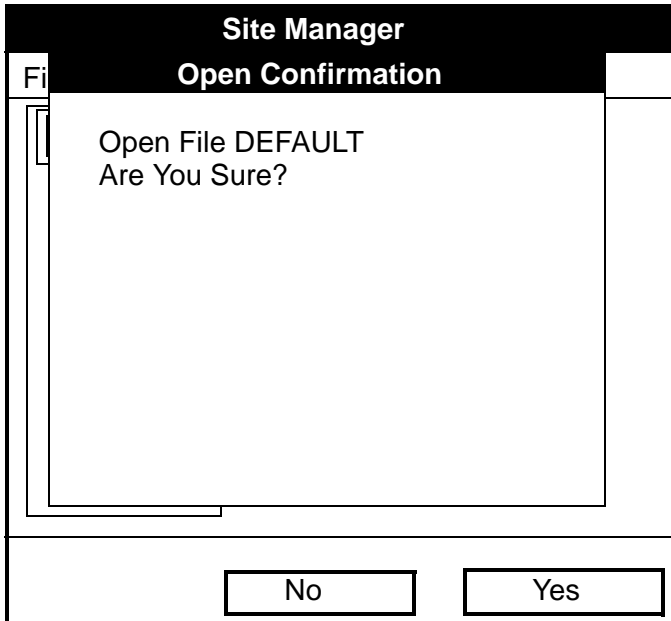 Site Manager
Open Confirmation
Fi
Open File DEFAULT
Are You Sure?
No
Yes